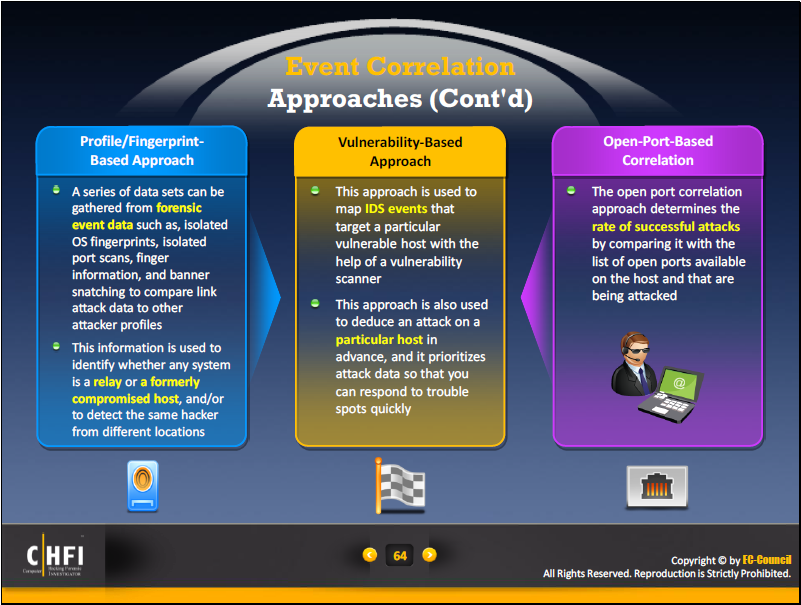 Event Correlation
Approaches (Cont'd)
Profile/Fingerprint-
Based Approach
A series of data sets can be
gathered from forensic
event data such as, isolated
OS fingerprints, isolated
port scans, finger
information, and banner
snatching to compare link
attack data to other
attacker profiles
This information is used to
identify whether any system
is a relay or a formerly
compromised host, and/or
to detect the same hacker
from different locations
Vulnerability-Based
Approach
This approach is used to
map IDS events that
target a particular
vulnerable host with the
help of a vulnerability
scanner
This approach is also used
to deduce an attack on a
particular host in
advance, and it prioritizes
attack data so that you
can respond to trouble
spots quickly
Open-Port-Based
Correlation
The open port correlation
approach determines the
rate of successful attacks
by comparing it with the
list of open ports available
on the host and that are
being attacked
@
CHFI
Computer Hacking Forensic
INVESTIGATOR
64
Copyright © by EC-Council
All Rights Reserved. Reproduction is Strictly Prohibited.